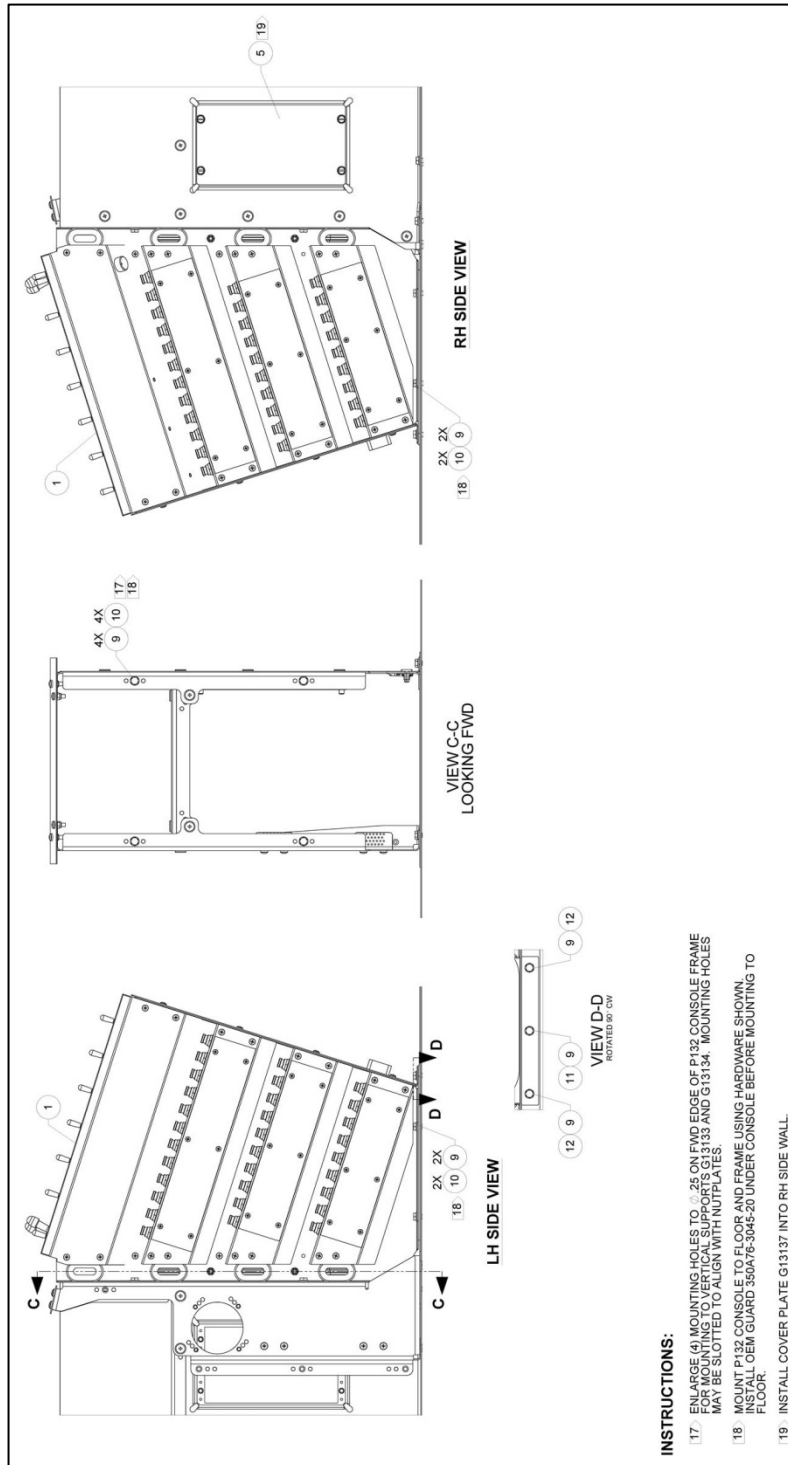 1
C
C
D
D
2X 2X
18 10 9
LH SIDE VIEW
4X 4X
9 10 17
18
VIEW C-C
LOOKING FWD
12 9 11 9 9 12
VIEW D-D
ROTATED 90° CW
1
5 19
2X 2X
18 10 9
RH SIDE VIEW
INSTRUCTIONS:
17 ENLARGE (4) MOUNTING HOLES TO ∅.25 ON FWD EDGE OF P132 CONSOLE FRAME
FOR MOUNTING TO VERTICAL SUPPORTS G13133 AND G13134. MOUNTING HOLES
MAY BE SLOTTED TO ALIGN WITH NUTPLATES.
18 MOUNT P132 CONSOLE TO FLOOR AND FRAME USING HARDWARE SHOWN.
INSTALL OEM GUARD 350A76-3045-20 UNDER CONSOLE BEFORE MOUNTING TO
FLOOR.
19 INSTALL COVER PLATE G13137 INTO RH SIDE WALL.